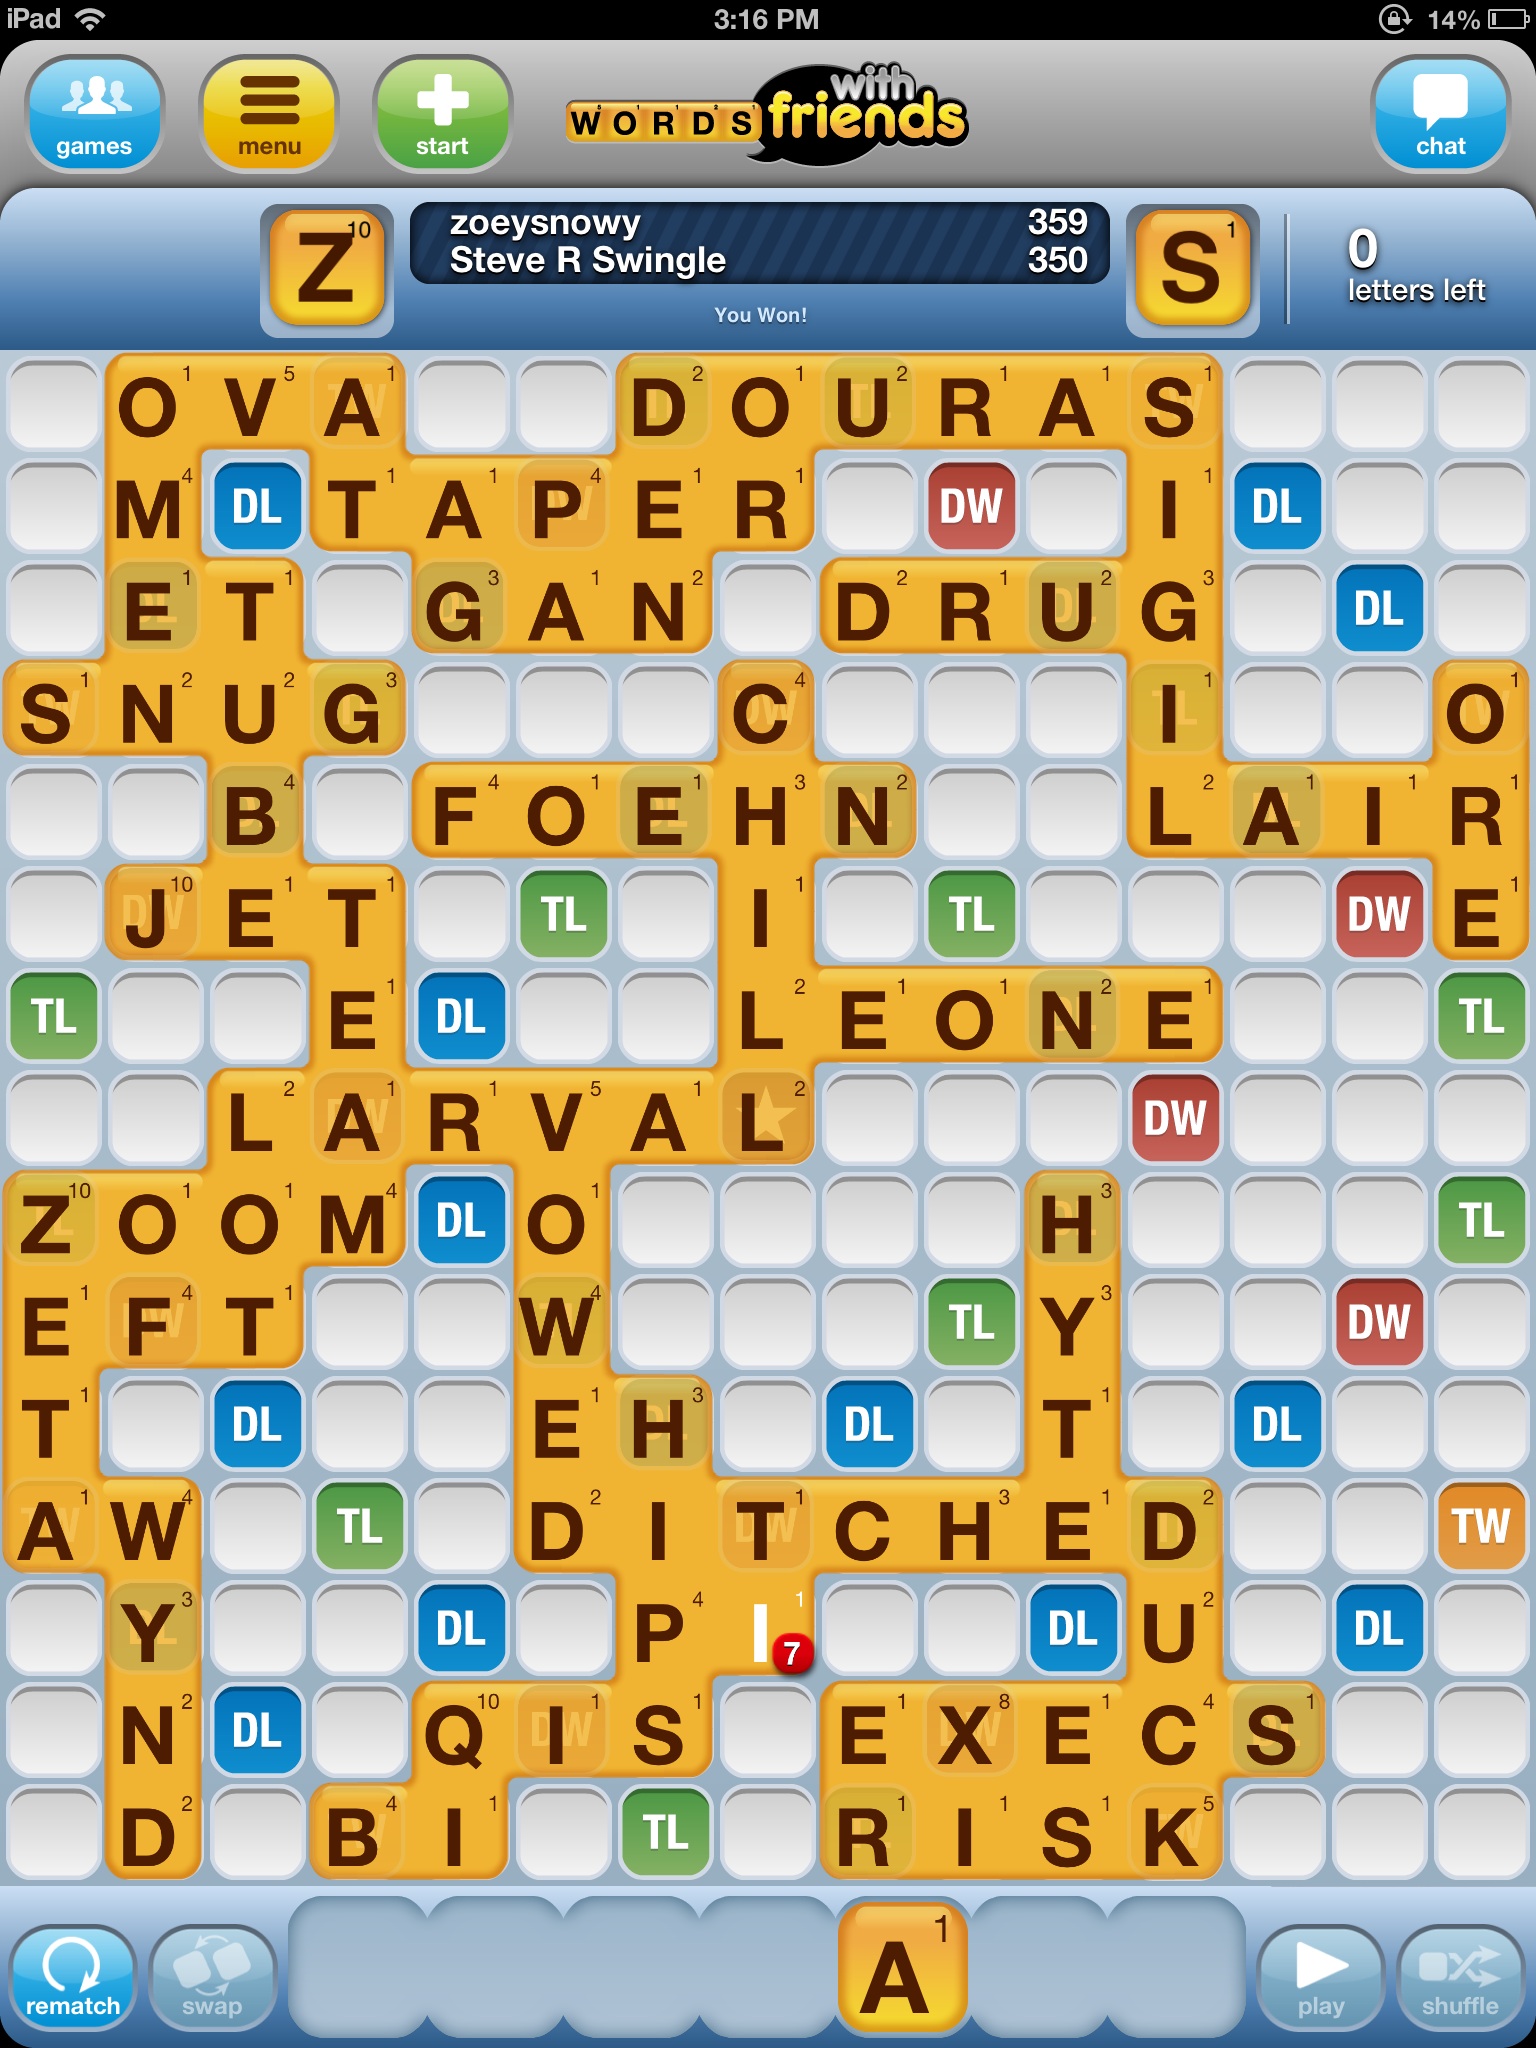 iPad 3:16 PM 14%
games menu start WORDS with friends chat
Z 10 zoeysnowy 359 S 1 0
Steve R Swingle 350 letters left
You Won!
O V A D O U R A S
M DL T A P E R DW I DL
E T G A N D R U G DL
S N U G C I O
B F O E H N L A I R
J E T TL I TL DW E
TL E DL L E O N E TL
L A R V A L DW
Z O O M DL O H TL
E F T W TL Y DW
T DL E H DL T DL
A W TL D I T C H E D TW
Y DL P I 7 DL U DL
N DL Q I S E X E C S
D B I TL R I S K
rematch swap A 1 play shuffle